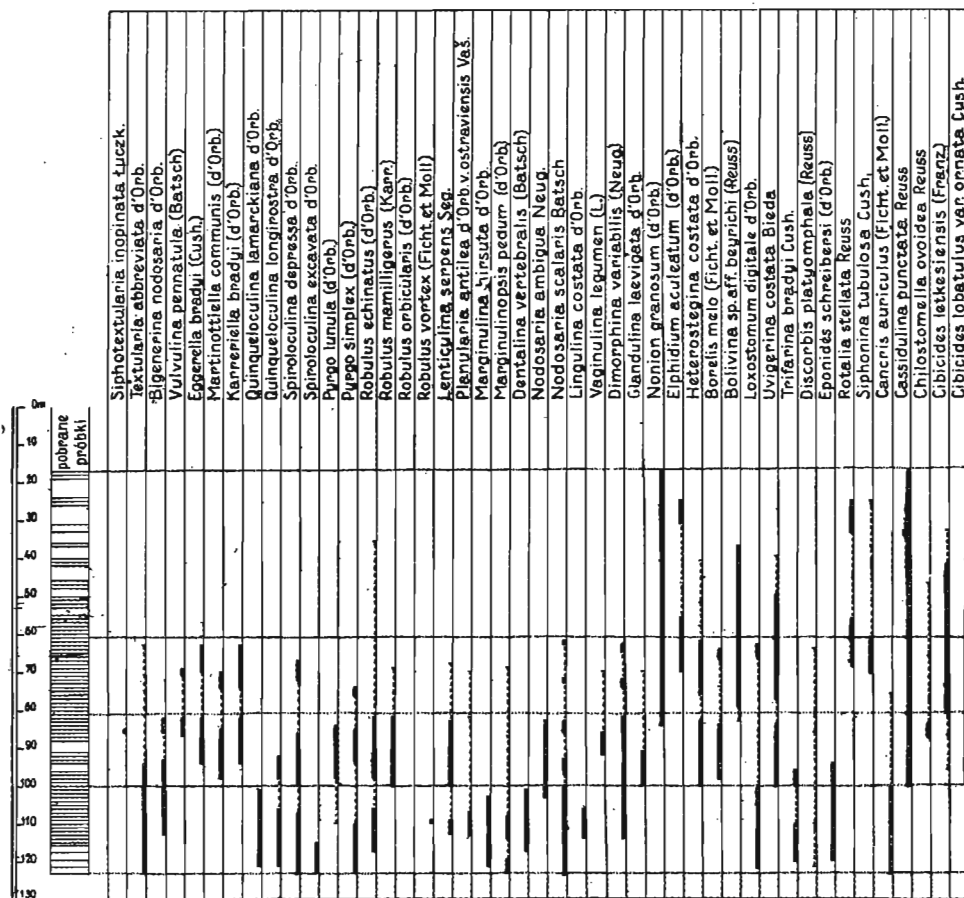 Siphotextularia inopinata Łuczk.
Textularia abbreviata d'Orb.
Bigenerina nodosaria d'Orb.
Vulvulina pennatula (Batsch)
Eggerella bradyi (Cush.)
Martinottiella communis (d'Orb.)
Karreriella bradyi (d'Orb.)
Quinqueloculina lamarckiana d'Orb.
Quinqueloculina longirostra d'Orb.
Spiroloculina depressa d'Orb.
Spiroloculina excavata d'Orb.
Pyrgo lunula (d'Orb.)
Pyrgo simplex (d'Orb.)
Robulus echinatus (d'Orb.)
Robulus mamilligerus (Karr.)
Robulus orbicularis (d'Orb.)
Robulus vortex (Ficht. et Moll)
Lenticulina serpens Seg.
Planularia antilea d'Orb. v. ostraviensis Vaš.
Marginulina hirsuta d'Orb.
Marginulinopsis pedum (d'Orb.)
Dentalina vertebralis (Batsch)
Nodosaria ambigua Neug.
Nodosaria scalaris Batsch
Lingulina costata d'Orb.
Vaginulina legumen (L.)
Dimorphina variabilis (Neug)
Glandulina laevigata d'Orb.
Nonion granosum (d'Orb.)
Elphidium aculeatum (d'Orb.)
Heterostegina costata d'Orb.
Borelis melo (Ficht. et Moll)
Bolivina sp. aff. beyrichi (Reuss)
Loxostomum digitale d'Orb.
Uvigerina costata Bieda
Trifarina bradyi Cush.
Discorbis platyomphala (Reuss)
Eponides schreibersi (d'Orb.)
Rotalia stellata Reuss
Siphonina tubulosa Cush.
Cancris auriculus (Ficht. et Moll.)
Cassidulina punctata Reuss
Chilostomella ovoidea Reuss
Cibicides letkesiensis (Franz.)
Cibicides lobatulus var. ornata Cush.
0m
pobrane
próbki
10
20
30
40
50
60
70
80
90
100
110
120
130